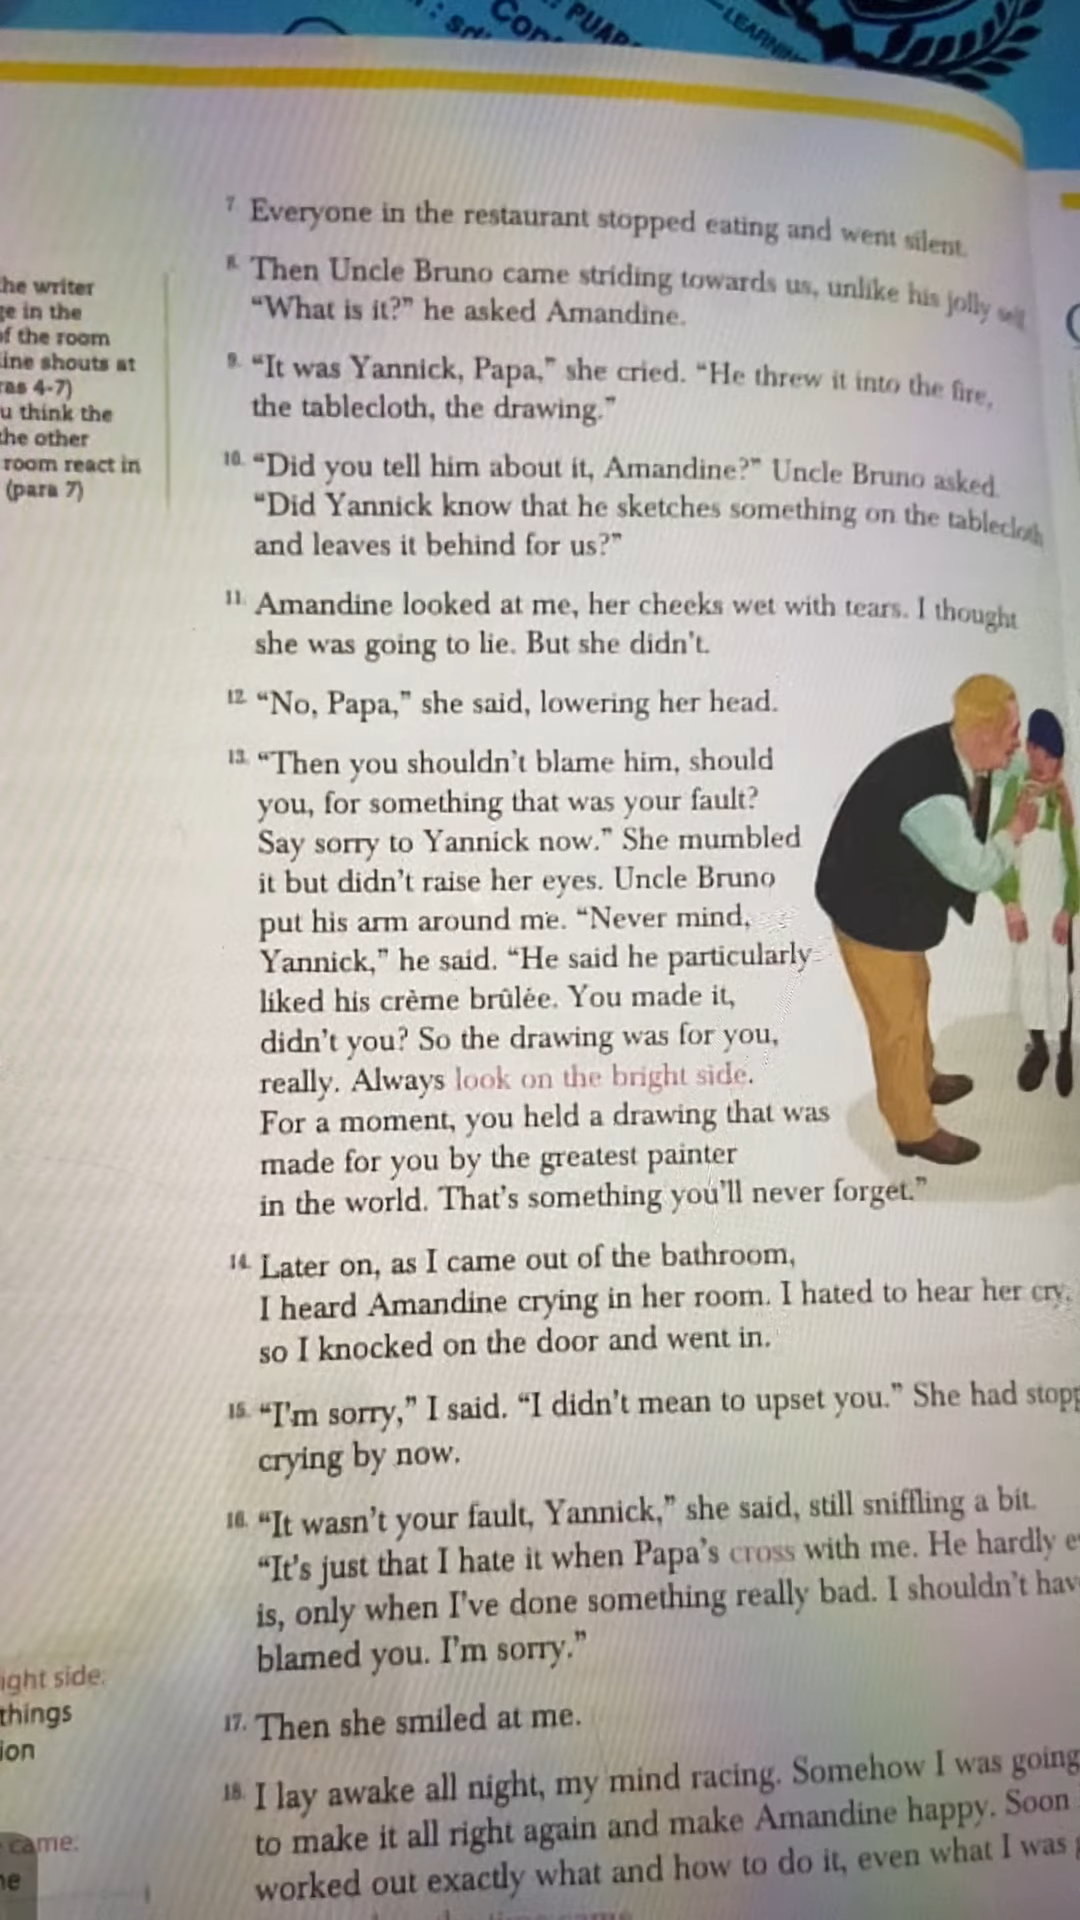 PUAR
LEARNIN
7. Everyone in the restaurant stopped eating and went silent.
8. Then Uncle Bruno came striding towards us, unlike his jolly self.
“What is it?” he asked Amandine.
9. “It was Yannick, Papa,” she cried. “He threw it into the fire,
the tablecloth, the drawing.”
10. “Did you tell him about it, Amandine?” Uncle Bruno asked.
“Did Yannick know that he sketches something on the tablecloth
and leaves it behind for us?”
11. Amandine looked at me, her cheeks wet with tears. I thought
she was going to lie. But she didn't.
12. “No, Papa,” she said, lowering her head.
13. “Then you shouldn’t blame him, should
you, for something that was your fault?
Say sorry to Yannick now.” She mumbled
it but didn’t raise her eyes. Uncle Bruno
put his arm around me. “Never mind,
Yannick,” he said. “He said he particularly
liked his crème brûlée. You made it,
didn’t you? So the drawing was for you,
really. Always look on the bright side.
For a moment, you held a drawing that was
made for you by the greatest painter
in the world. That’s something you’ll never forget.”
14. Later on, as I came out of the bathroom,
I heard Amandine crying in her room. I hated to hear her cry,
so I knocked on the door and went in.
15. “I'm sorry,” I said. “I didn't mean to upset you.” She had stopp
crying by now.
16. “It wasn’t your fault, Yannick,” she said, still sniffling a bit.
“It’s just that I hate it when Papa’s cross with me. He hardly e
is, only when I’ve done something really bad. I shouldn’t hav
blamed you. I’m sorry.”
17. Then she smiled at me.
18. I lay awake all night, my mind racing. Somehow I was going
to make it all right again and make Amandine happy. Soon
worked out exactly what and how to do it, even what I was
he writer
ge in the
of the room
ine shouts at
ras 4-7)
u think the
the other
room react in
(para 7)
ight side.
things
ion
came.